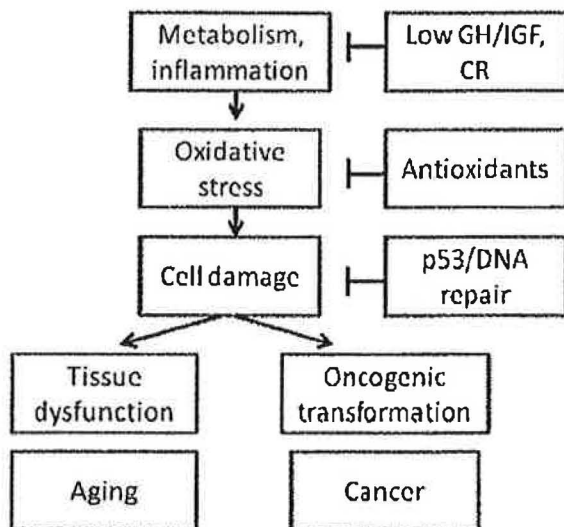 Metabolism,
inflammation
Low GH/IGF,
CR
Oxidative
stress
Antioxidants
Cell damage
p53/DNA
repair
Tissue
dysfunction
Oncogenic
transformation
Aging
Cancer